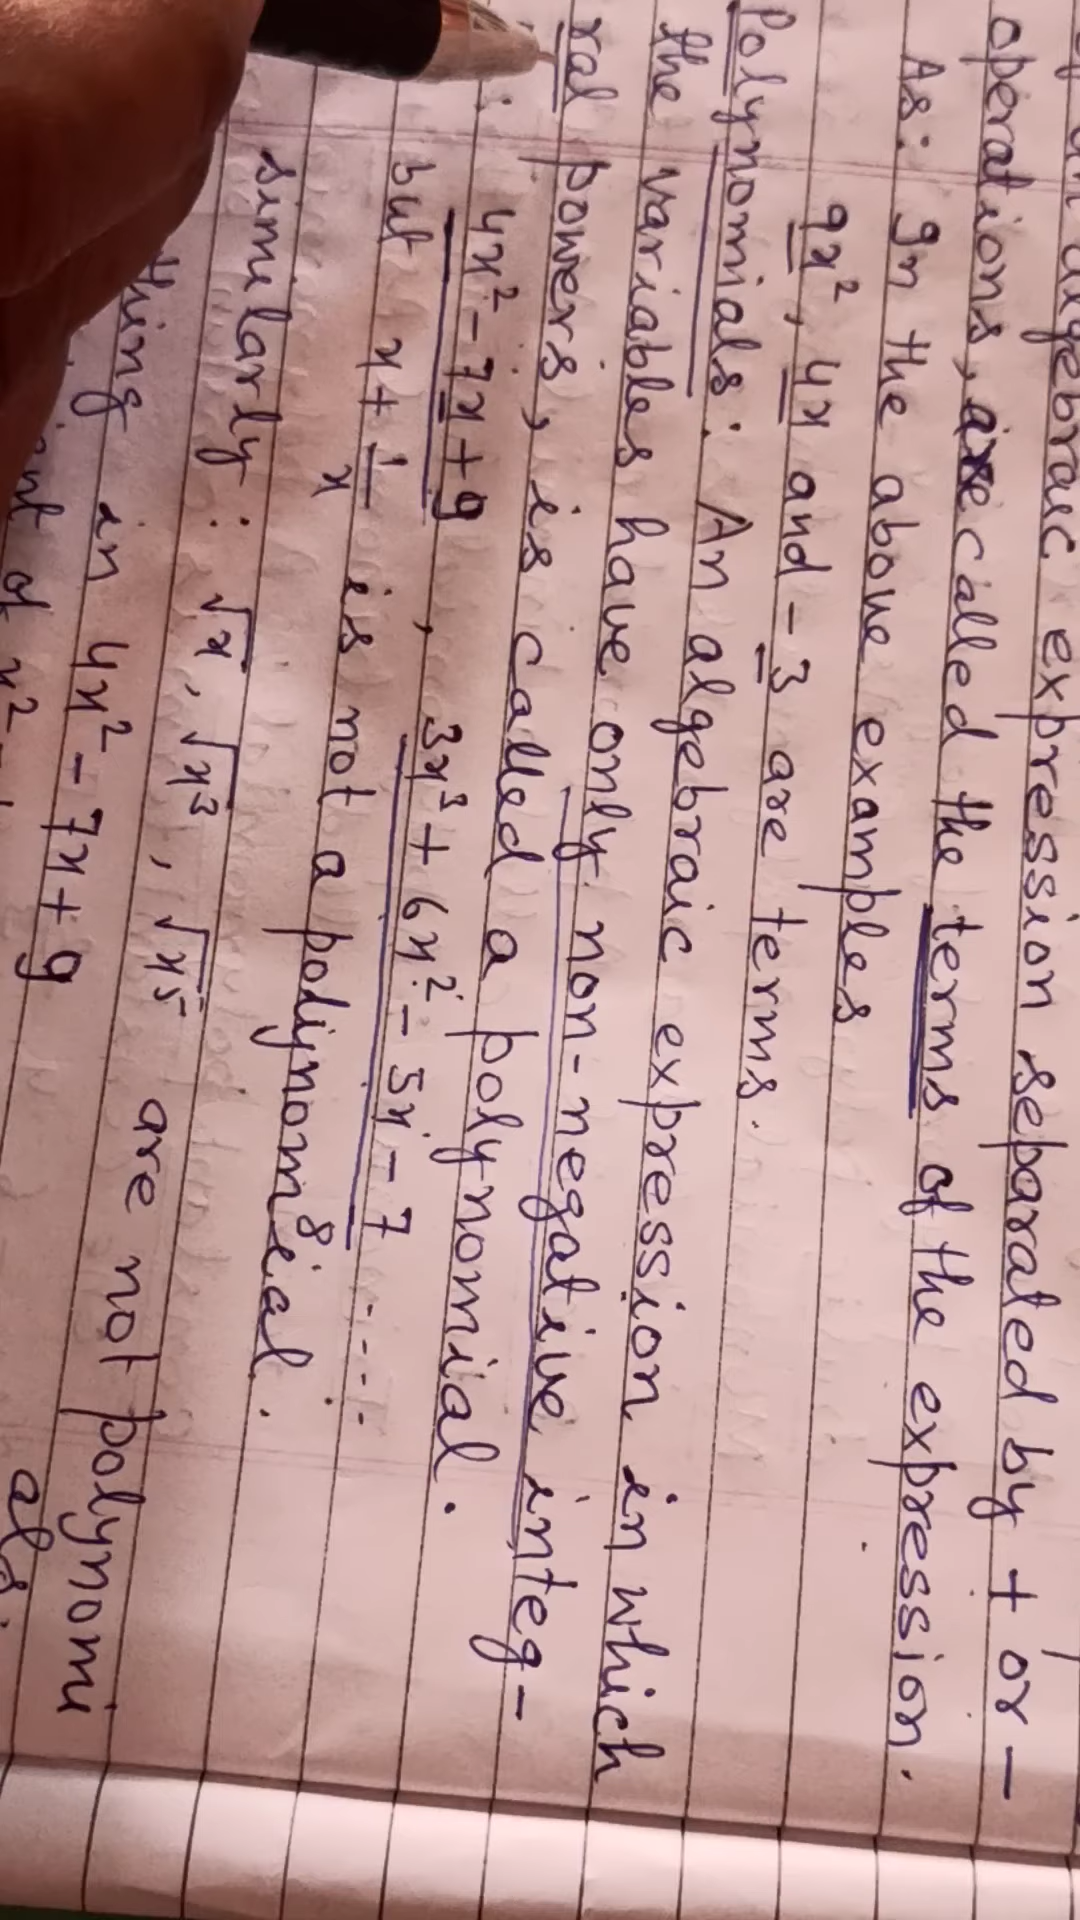 algebraic expression separated by + or -
operations, are called the terms of the expression.
As: In the above examples
9x², 4x and - 3 are terms.
Polynomials: An algebraic expression in which
the variables have only non-negative integ-
ral powers, is called a polynomial.
4x² - 7x + 9 , 3x³ + 6x² - 5x - 7 .....
but x + 1/x is not a polynomial.
similarly : √x, √x³, √x⁵ are not polynomi
als.
thing in 4x² - 7x + 9
of x²